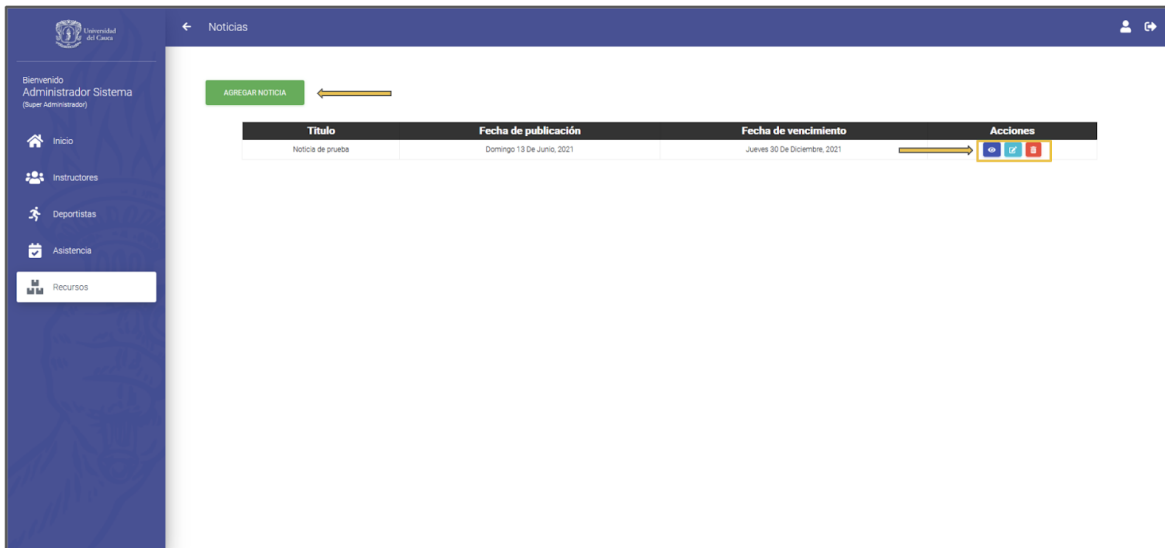 Universidad
del Cauca
Noticias
Bienvenido
Administrador Sistema
(Super Administrador)
Inicio
Instructores
Deportistas
Asistencia
Recursos
AGREGAR NOTICIA
Titulo Fecha de publicación Fecha de vencimiento Acciones
Noticia de prueba Domingo 13 De Junio, 2021 Jueves 30 De Diciembre, 2021